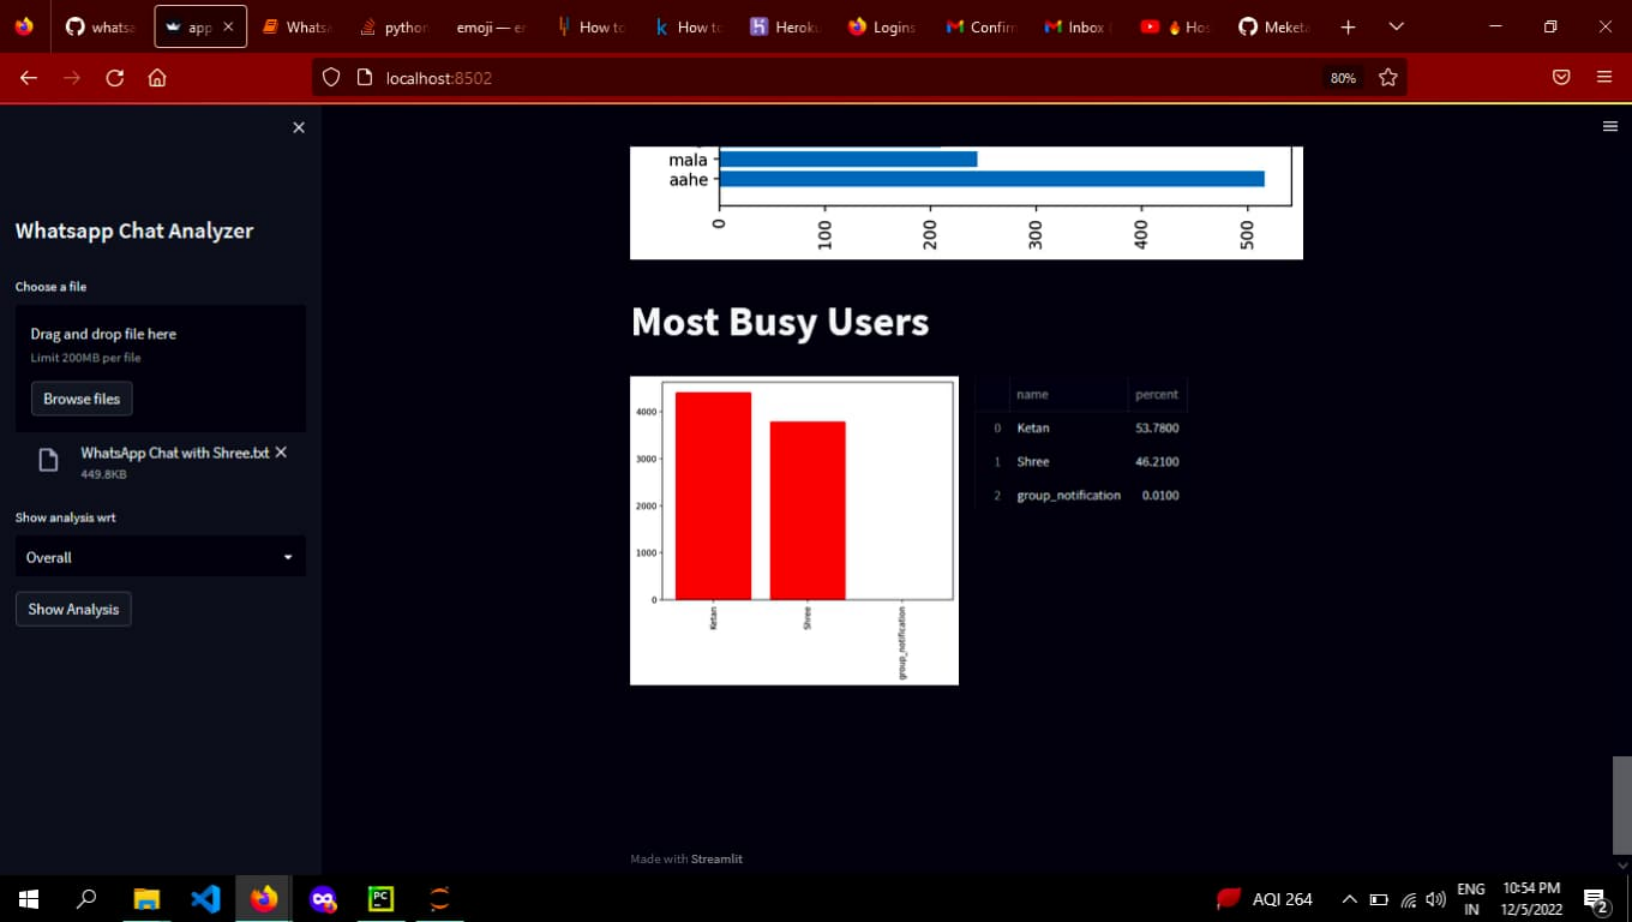 whatsa
app
Whatsa
python
emoji — e
How to
How to
Heroku
Logins
Confirm
Inbox
Hos
Meketa
localhost:8502
80%
Whatsapp Chat Analyzer
Choose a file
Drag and drop file here
Limit 200MB per file
Browse files
WhatsApp Chat with Shree.txt
449.8KB
Show analysis wrt
Overall
Show Analysis
mala
aahe
0 100 200 300 400 500
Most Busy Users
4000
3000
2000
1000
0
Ketan Shree group_notification
name percent
0 Ketan 53.7800
1 Shree 46.2100
2 group_notification 0.0100
Made with Streamlit
PC
AQI 264
ENG
IN
10:54 PM
12/5/2022
2